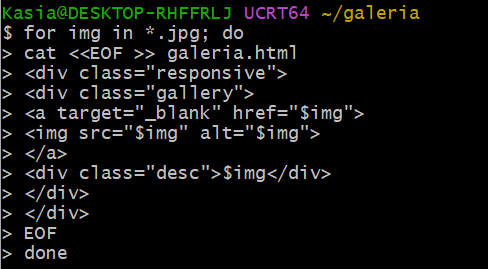 Kasia@DESKTOP-RHFFRLJ UCRT64 ~/galeria
$ for img in *.jpg; do
> cat <<EOF >> galeria.html
> <div class="responsive">
> <div class="gallery">
> <a target="_blank" href="$img">
> <img src="$img" alt="$img">
> </a>
> <div class="desc">$img</div>
> </div>
> </div>
> EOF
> done